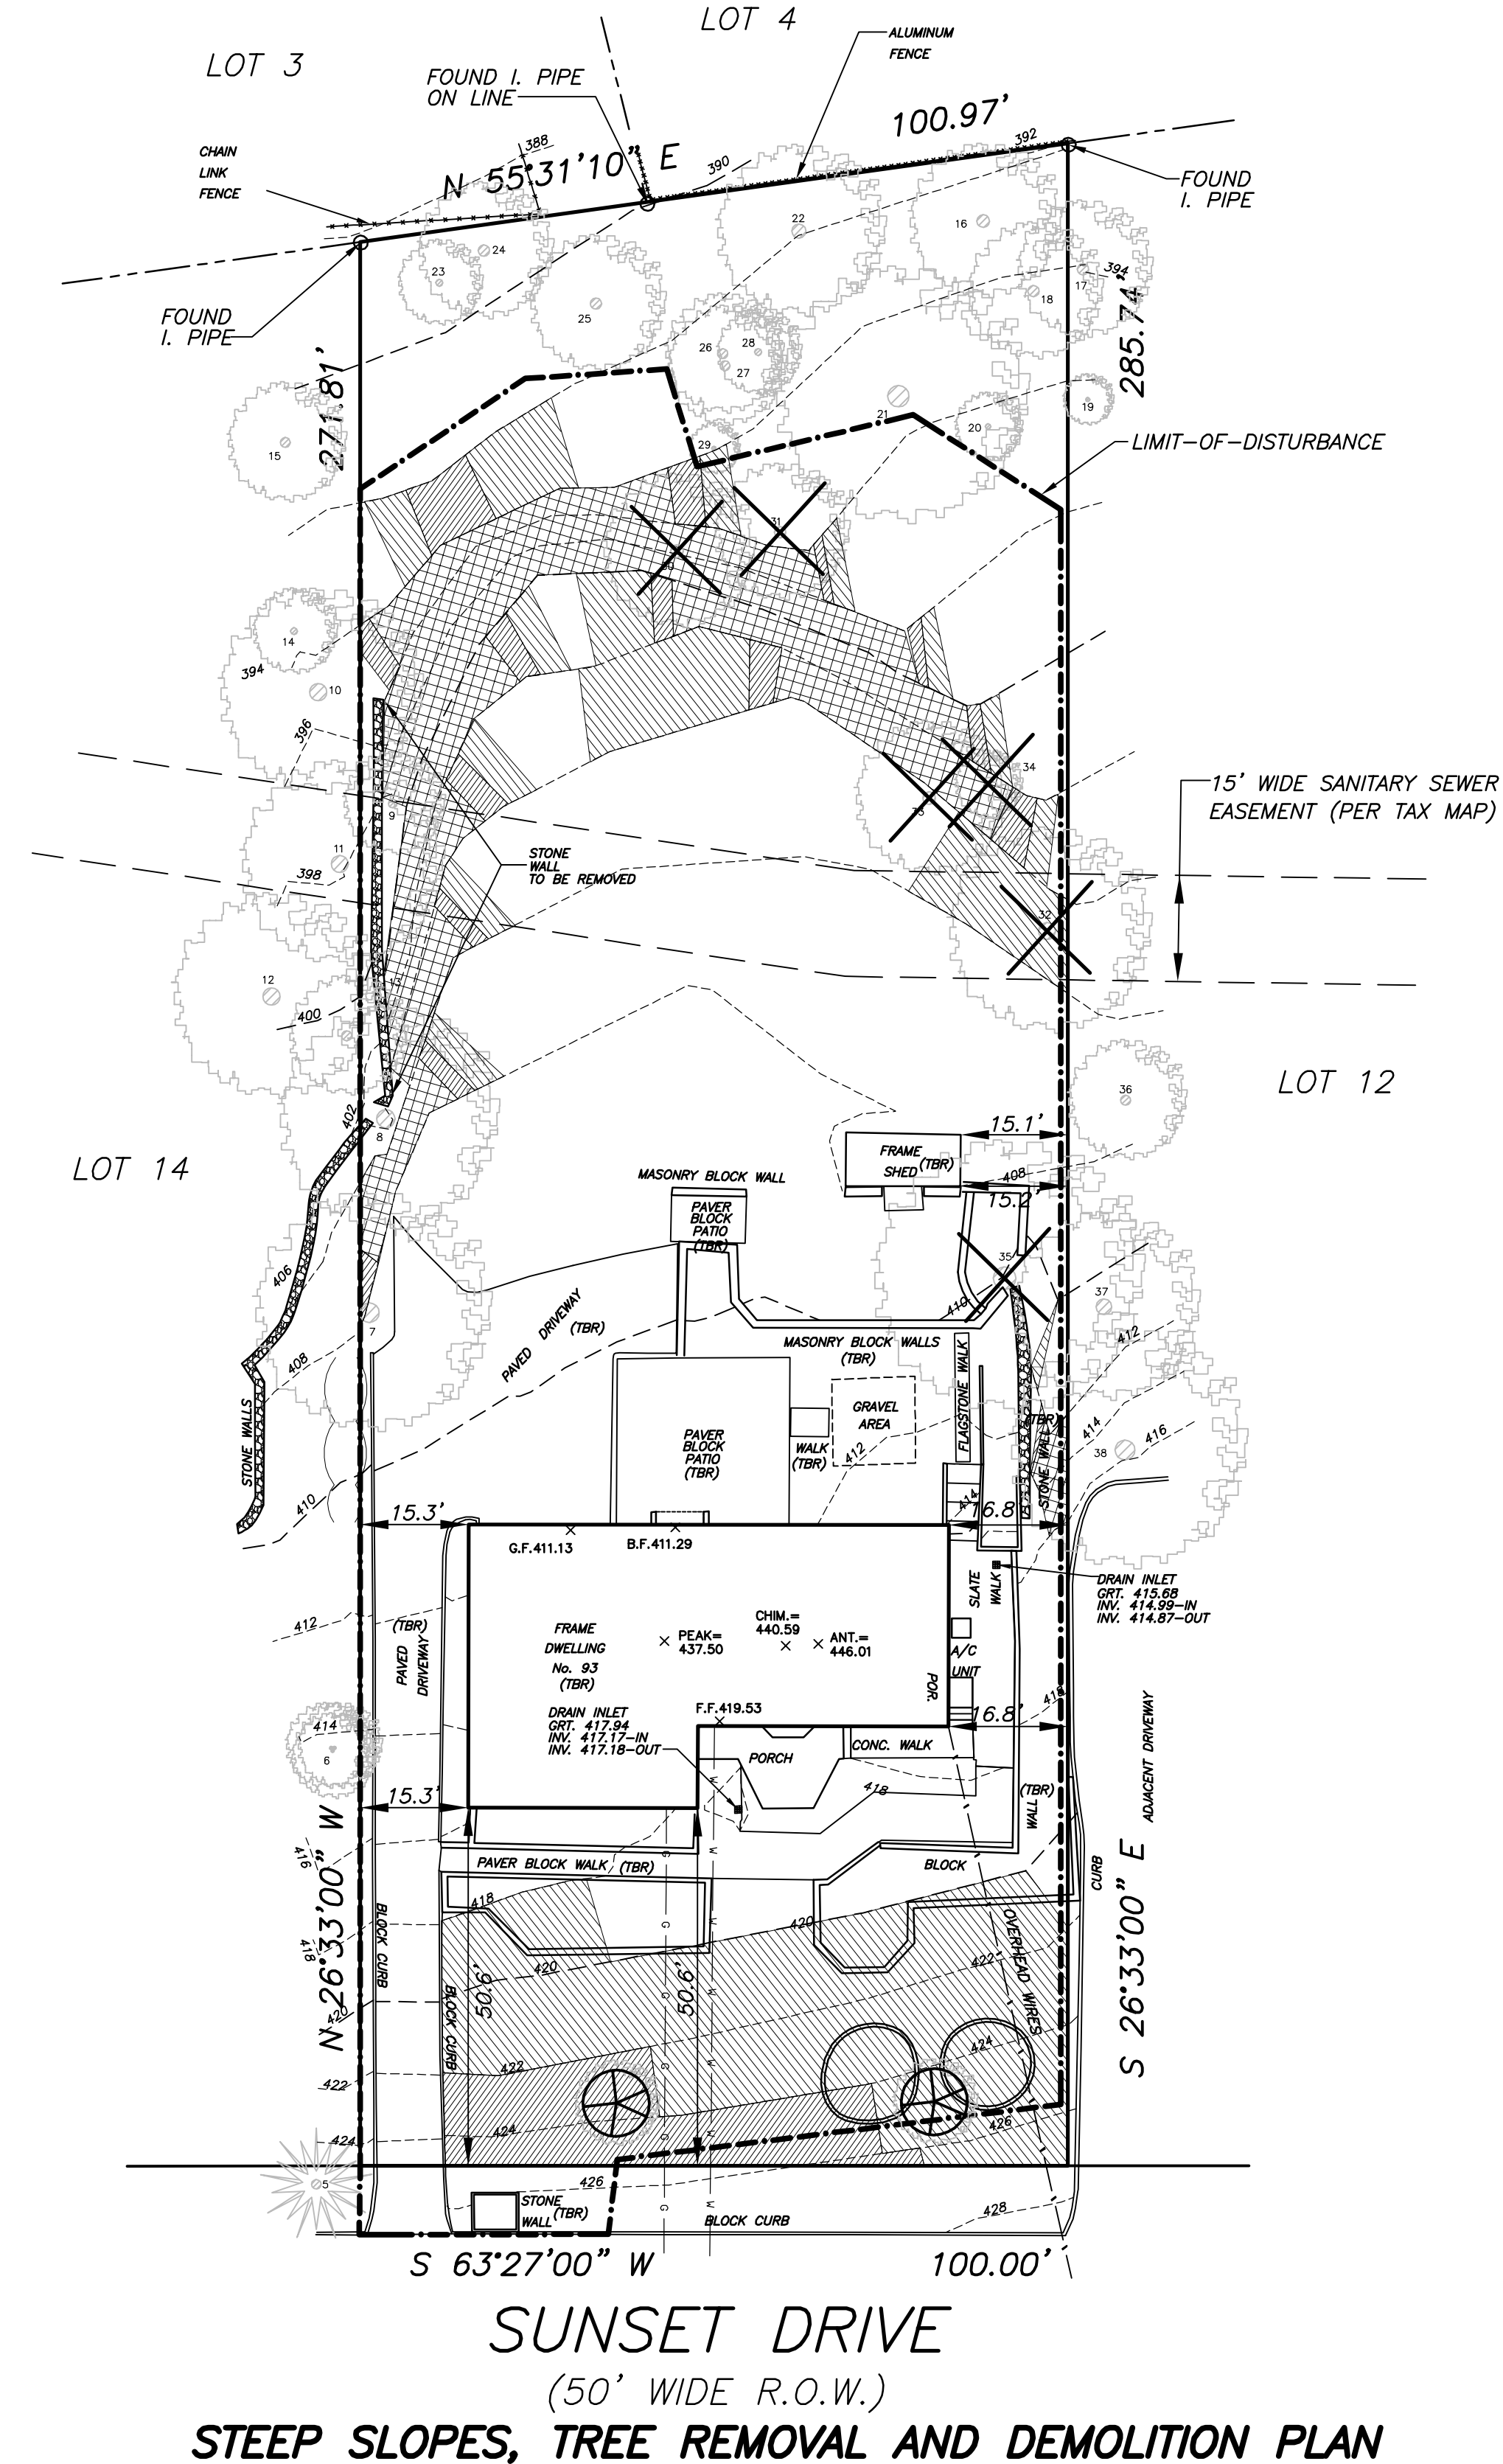 LOT 4
ALUMINUM
FENCE
LOT 3
FOUND I. PIPE
ON LINE
100.97'
CHAIN
LINK
FENCE
388
N 55°31'10" E
390
392
FOUND
I. PIPE
22
16
24
23
25
394
17
18
FOUND
I. PIPE
271.81'
285.74'
26
28
27
19
21
20
29
15
LIMIT-OF-DISTURBANCE
31
14
394
10
396
34
15' WIDE SANITARY SEWER
EASEMENT (PER TAX MAP)
9
11
398
STONE
WALL
TO BE REMOVED
32
12
13
400
36
LOT 12
402
8
15.1'
FRAME
SHED (TBR)
408
15.2'
LOT 14
MASONRY BLOCK WALL
PAVER
BLOCK
PATIO
(TBR)
35
406
37
410
7
PAVED DRIVEWAY
(TBR)
412
MASONRY BLOCK WALLS
(TBR)
408
STONE WALLS
FLAGSTONE WALK
GRAVEL
AREA
PAVER
BLOCK
PATIO
(TBR)
WALK
(TBR)
412
(TBR)
STONE WALL
414
416
38
410
414
15.3'
16.8'
G.F.411.13
B.F.411.29
SLATE
WALK
DRAIN INLET
GRT. 415.68
INV. 414.99-IN
INV. 414.87-OUT
412
(TBR)
PAVED
DRIVEWAY
FRAME
DWELLING
No. 93
(TBR)
PEAK=
437.50
CHIM.=
440.59
ANT.=
446.01
A/C
UNIT
POR.
418
F.F.419.53
DRAIN INLET
GRT. 417.94
INV. 417.17-IN
INV. 417.18-OUT
16.8'
414
6
PORCH
CONC. WALK
ADJACENT DRIVEWAY
15.3'
418
(TBR)
WALL
416
PAVER BLOCK WALK (TBR)
BLOCK
CURB
418
420
418
BLOCK CURB
N 26°33'00" W
S 26°33'00" E
420
422
OVERHEAD WIRES
G
W
420
50.6'
50.6'
BLOCK CURB
424
422
422
424
426
424
5
426
STONE
WALL (TBR)
428
BLOCK CURB
S 63°27'00" W
100.00'
SUNSET DRIVE
(50' WIDE R.O.W.)
STEEP SLOPES, TREE REMOVAL AND DEMOLITION PLAN